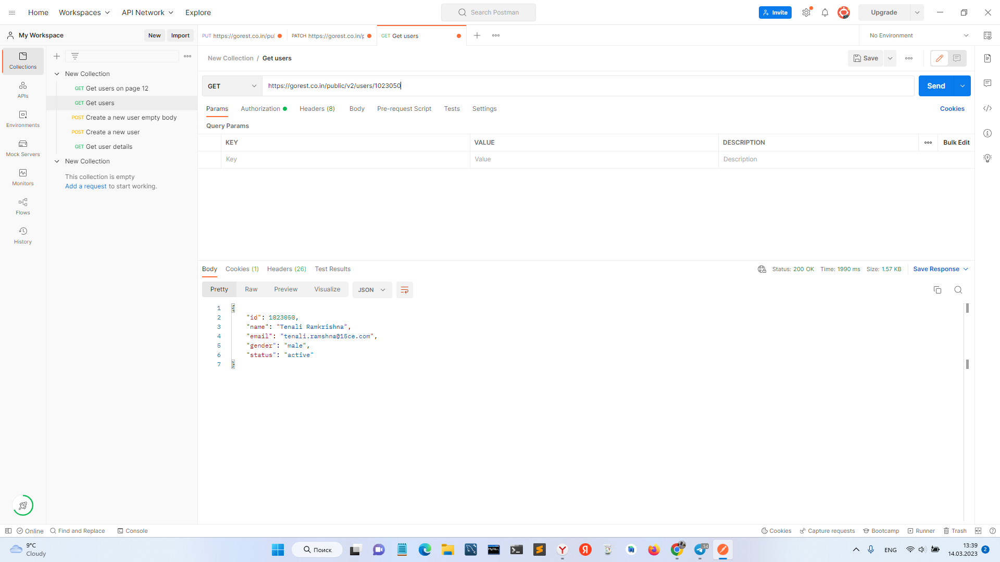 Home
Workspaces
API Network
Explore
Search Postman
Invite
Upgrade
My Workspace
New
Import
PUT https://gorest.co.in/pul
PATCH https://gorest.co.in/p
GET Get users
No Environment
Collections
APIs
Environments
Mock Servers
Monitors
Flows
History
New Collection
GET Get users on page 12
GET Get users
POST Create a new user empty body
POST Create a new user
GET Get user details
New Collection
This collection is empty
Add a request to start working.
New Collection / Get users
Save
GET
https://gorest.co.in/public/v2/users/1023050
Send
Params
Authorization
Headers (8)
Body
Pre-request Script
Tests
Settings
Cookies
Query Params
KEY
VALUE
DESCRIPTION
Bulk Edit
Key
Value
Description
Body
Cookies (1)
Headers (26)
Test Results
Status: 200 OK
Time: 1990 ms
Size: 1.57 KB
Save Response
Pretty
Raw
Preview
Visualize
JSON
1 {
2 "id": 1023050,
3 "name": "Tenali Ramkrishna",
4 "email": "tenali.ramshna@15ce.com",
5 "gender": "male",
6 "status": "active"
7 }
Online
Find and Replace
Console
Cookies
Capture requests
Bootcamp
Runner
Trash
9°C
Cloudy
Поиск
MySQL
Y
Я
54
ENG
13:39
14.03.2023
2